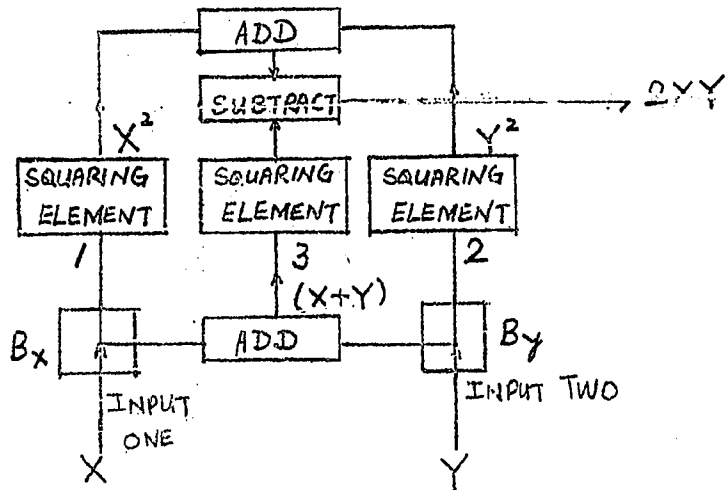 ADD
SUBTRACT
2XY
X²
Y²
SQUARING ELEMENT
SQUARING ELEMENT
SQUARING ELEMENT
1
3
2
(X+Y)
Bx
ADD
By
INPUT ONE
INPUT TWO
X
Y